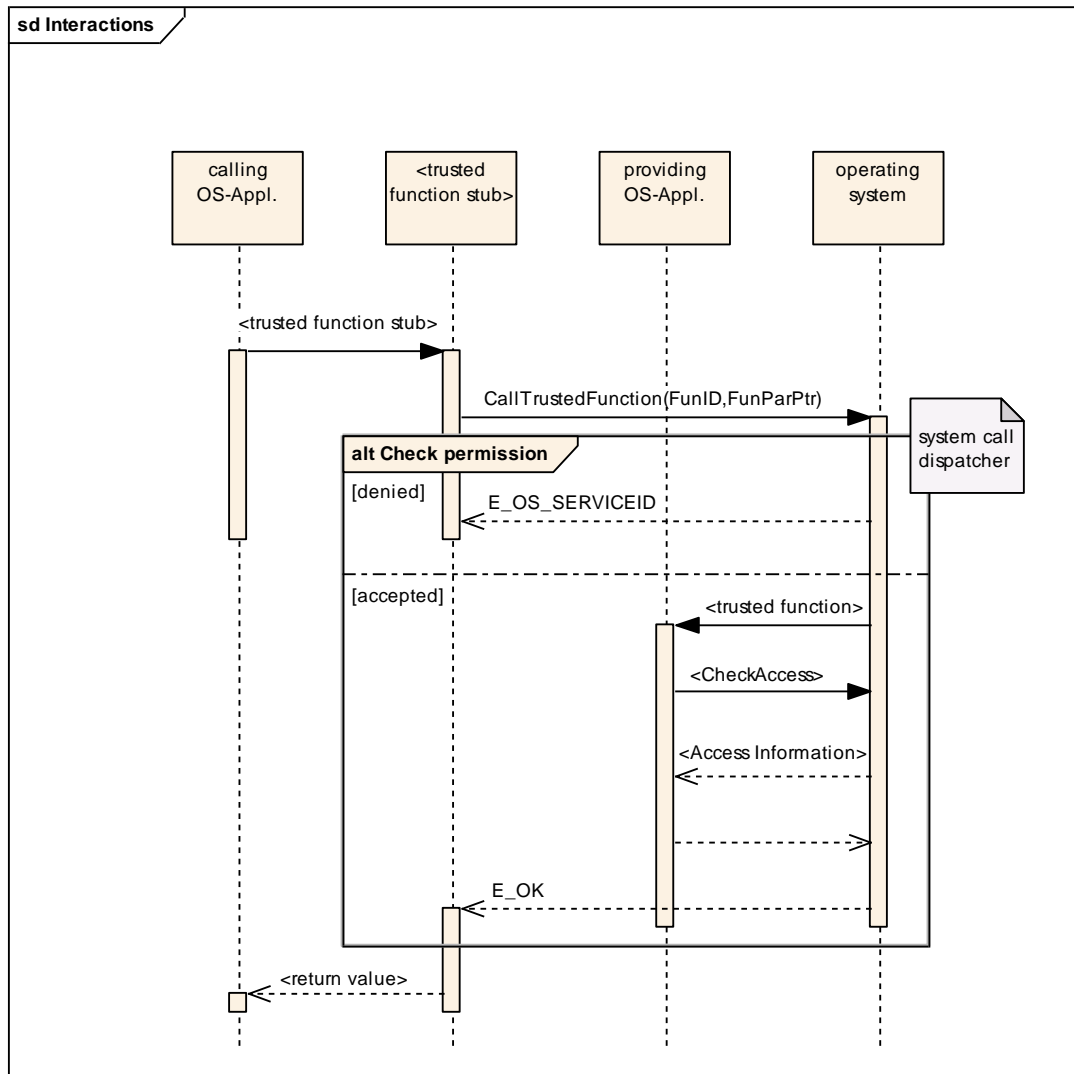 sd Interactions
calling
OS-Appl.
<trusted
function stub>
providing
OS-Appl.
operating
system
<trusted function stub>
CallTrustedFunction(FunID,FunParPtr)
system call
dispatcher
alt Check permission
[denied]
E_OS_SERVICEID
[accepted]
<trusted function>
<CheckAccess>
<Access Information>
E_OK
<return value>